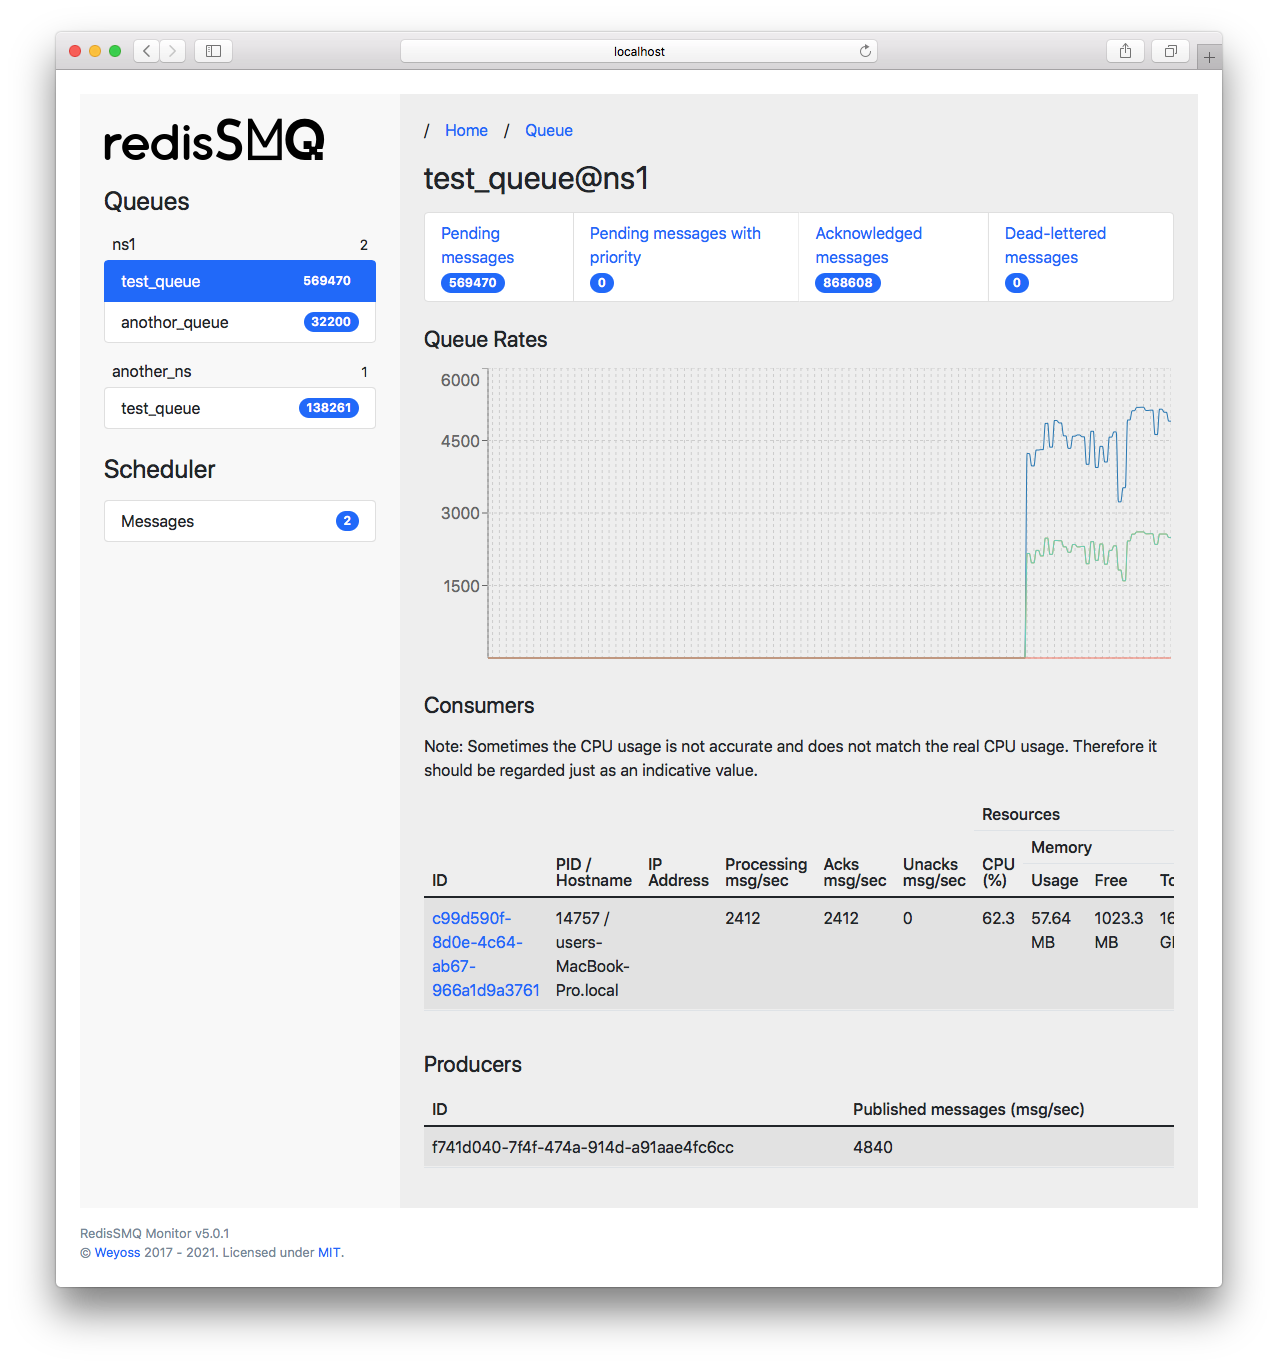 localhost
redisSMQ
Queues
ns1 2
test_queue 569470
anothor_queue 32200
another_ns 1
test_queue 138261
Scheduler
Messages 2
/ Home / Queue
test_queue@ns1
Pending messages 569470
Pending messages with priority 0
Acknowledged messages 868608
Dead-lettered messages 0
Queue Rates
6000
4500
3000
1500
Consumers
Note: Sometimes the CPU usage is not accurate and does not match the real CPU usage. Therefore it
should be regarded just as an indicative value.
Resources
Memory
ID PID / Hostname IP Address Processing msg/sec Acks msg/sec Unacks msg/sec CPU (%) Usage Free
c99d590f-8d0e-4c64-ab67-966a1d9a3761 14757 / users-MacBook-Pro.local 2412 2412 0 62.3 57.64 MB 1023.3 MB 16
Producers
ID Published messages (msg/sec)
f741d040-7f4f-474a-914d-a91aae4fc6cc 4840
RedisSMQ Monitor v5.0.1
© Weyoss 2017 - 2021. Licensed under MIT.